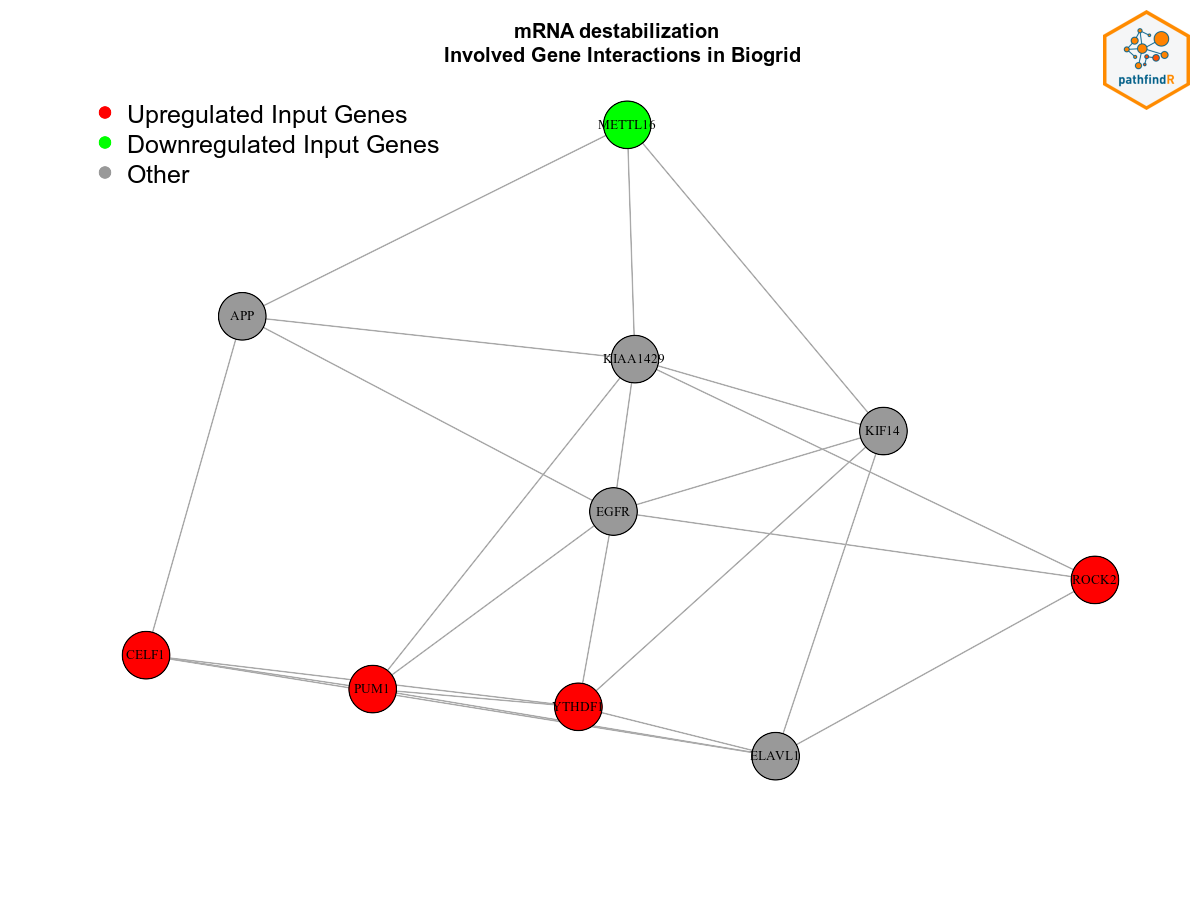 mRNA destabilization
Involved Gene Interactions in Biogrid
pathfindR
Upregulated Input Genes
Downregulated Input Genes
Other
METTL16
APP
KIAA1429
KIF14
EGFR
ROCK2
CELF1
PUM1
YTHDF1
ELAVL1